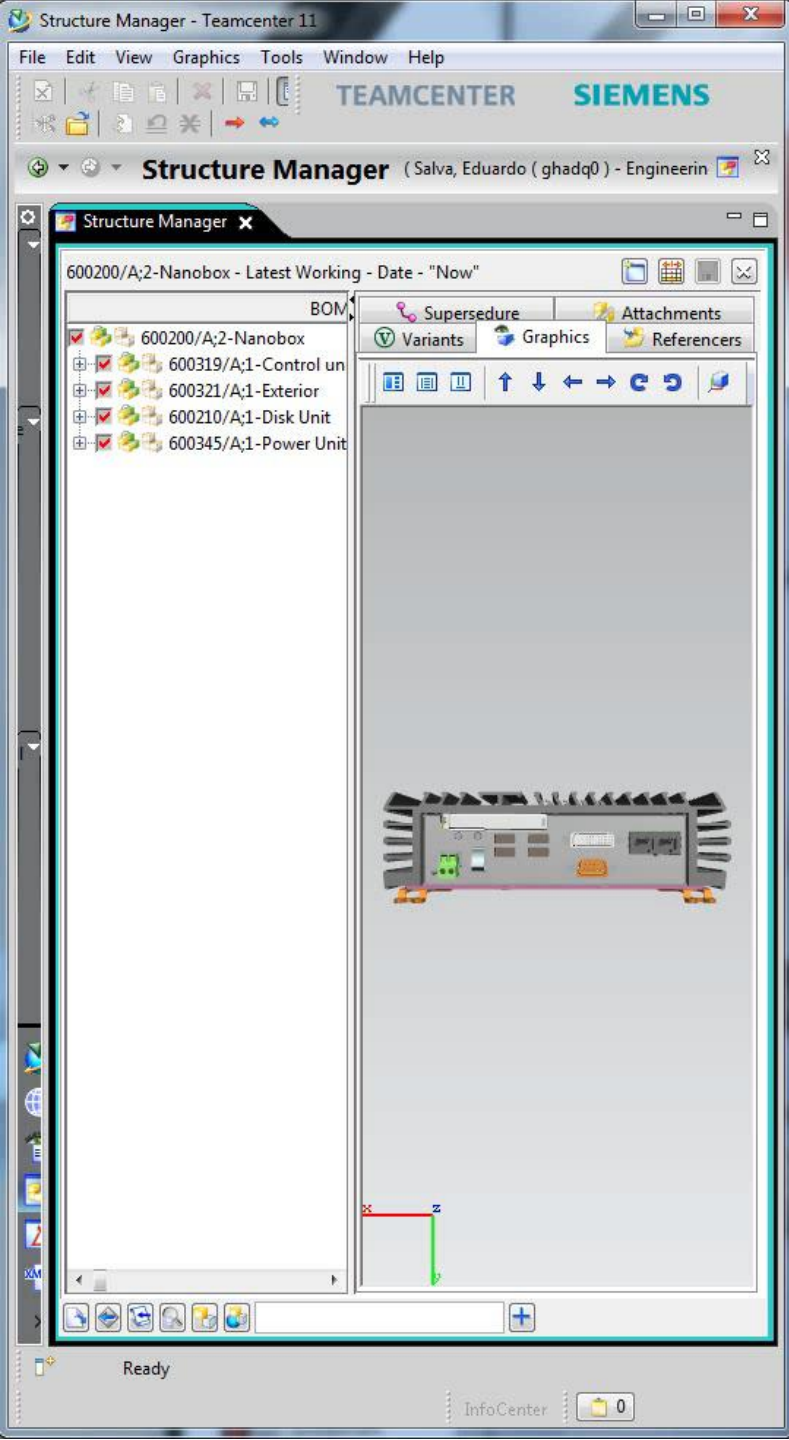 Structure Manager - Teamcenter 11
File Edit View Graphics Tools Window Help
TEAMCENTER SIEMENS
Structure Manager ( Salva, Eduardo ( ghadq0 ) - Engineerin
Structure Manager
600200/A;2-Nanobox - Latest Working - Date - "Now"
BOM
Supersedure Attachments
Variants Graphics Referencers
600200/A;2-Nanobox
600319/A;1-Control un
600321/A;1-Exterior
600210/A;1-Disk Unit
600345/A;1-Power Unit
x z
y
Ready
InfoCenter 0